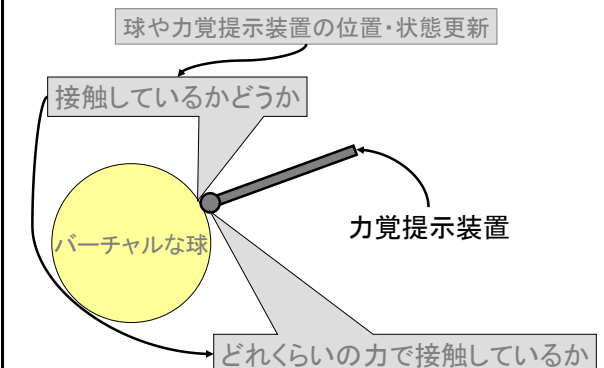 球や力覚提示装置の位置・状態更新
接触しているかどうか
力覚提示装置
バーチャルな球
どれくらいの力で接触しているか